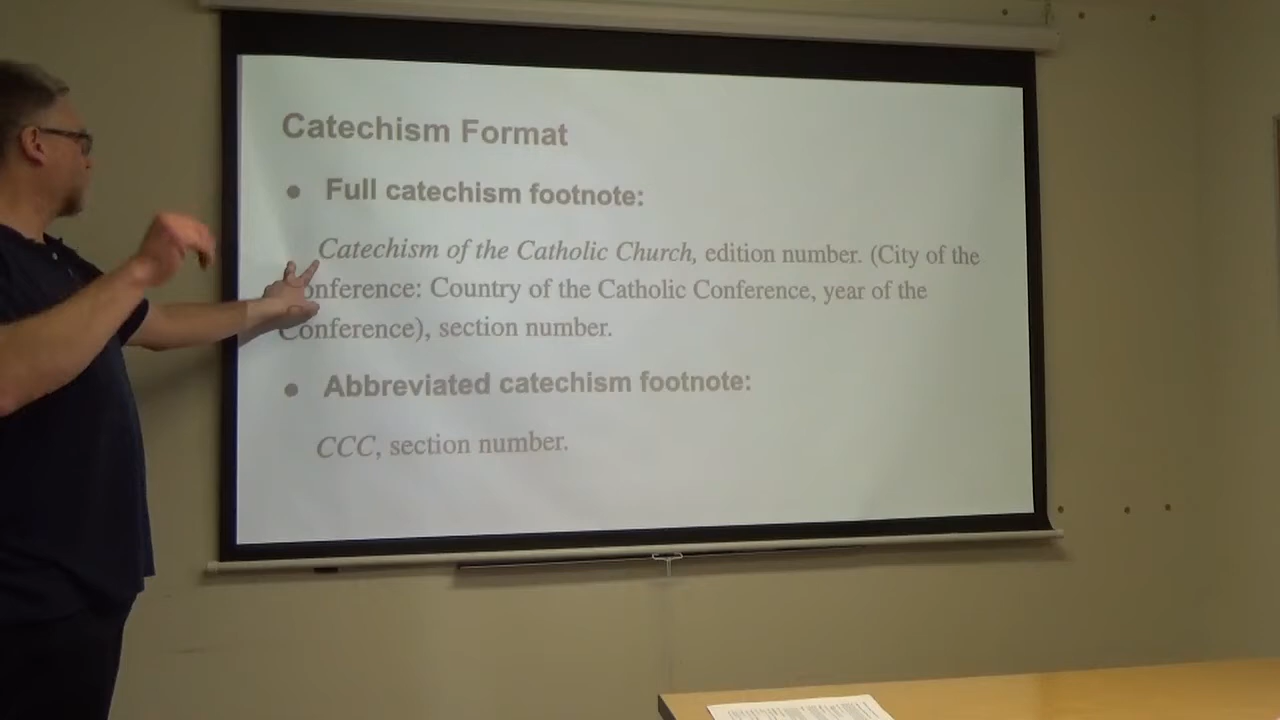 Catechism Format
● Full catechism footnote:
Catechism of the Catholic Church, edition number. (City of the
Conference: Country of the Catholic Conference, year of the
Conference), section number.
● Abbreviated catechism footnote:
CCC, section number.